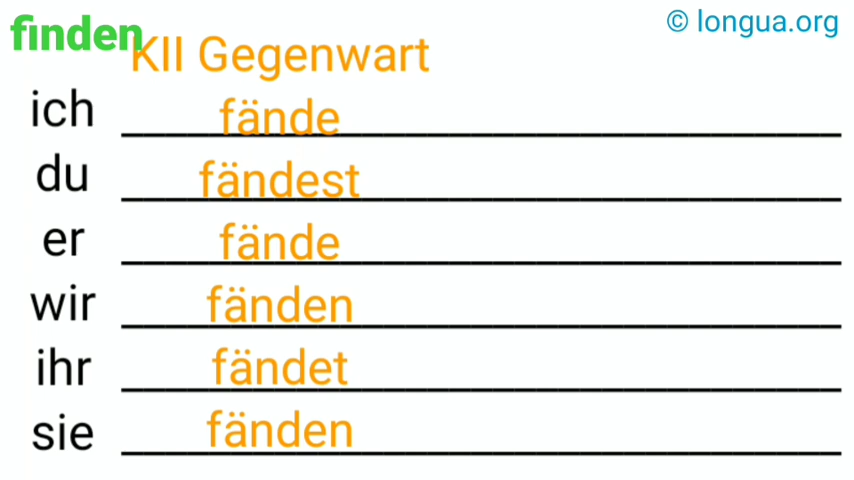 finden
© longua.org
KII Gegenwart
ich fände
du fändest
er fände
wir fänden
ihr fändet
sie fänden